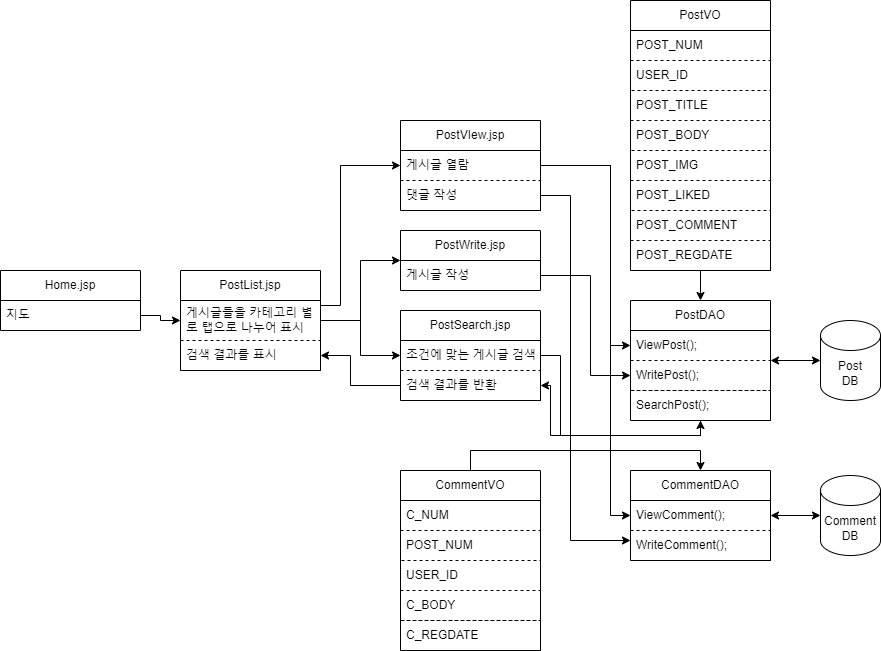 PostVO
POST_NUM
USER_ID
POST_TITLE
POST_BODY
POST_IMG
POST_LIKED
POST_COMMENT
POST_REGDATE
PostVIew.jsp
게시글 열람
댓글 작성
PostWrite.jsp
게시글 작성
Home.jsp
지도
PostList.jsp
게시글들을 카테고리 별
로 탭으로 나누어 표시
검색 결과를 표시
PostSearch.jsp
조건에 맞는 게시글 검색
검색 결과를 반환
PostDAO
ViewPost();
WritePost();
SearchPost();
Post
DB
CommentVO
C_NUM
POST_NUM
USER_ID
C_BODY
C_REGDATE
CommentDAO
ViewComment();
WriteComment();
Comment
DB